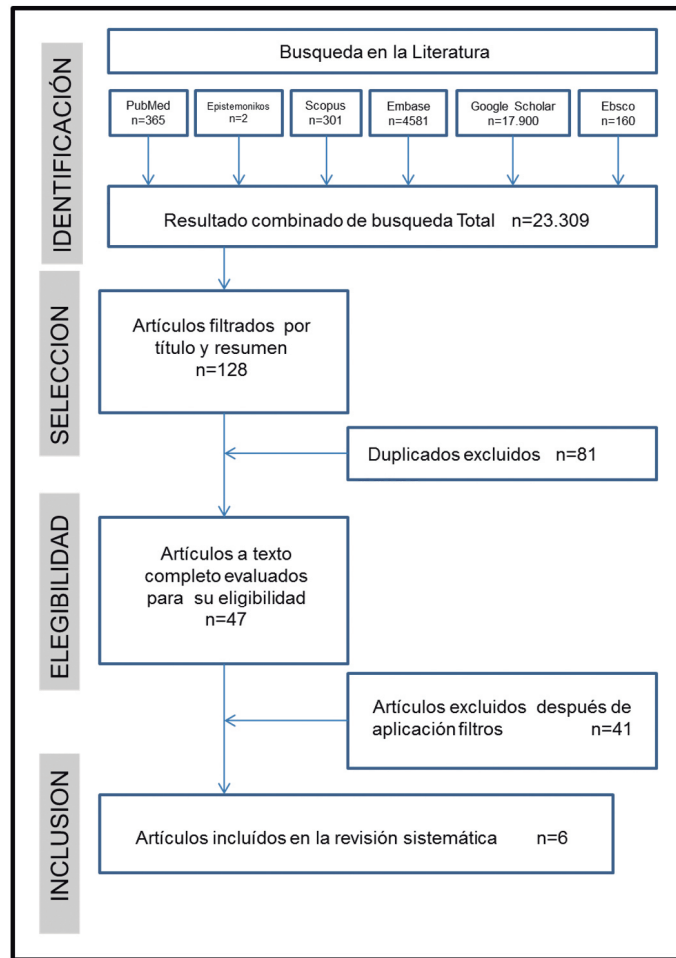 IDENTIFICACIÓN
Busqueda en la Literatura
PubMed
n=365
Epistemonikos
n=2
Scopus
n=301
Embase
n=4581
Google Scholar
n=17.900
Ebsco
n=160
Resultado combinado de busqueda Total n=23.309
SELECCION
Artículos filtrados por
título y resumen
n=128
Duplicados excluidos n=81
ELEGIBILIDAD
Artículos a texto
completo evaluados
para su eligibilidad
n=47
Artículos excluidos después de
aplicación filtros n=41
INCLUSION
Artículos incluídos en la revisión sistemática n=6